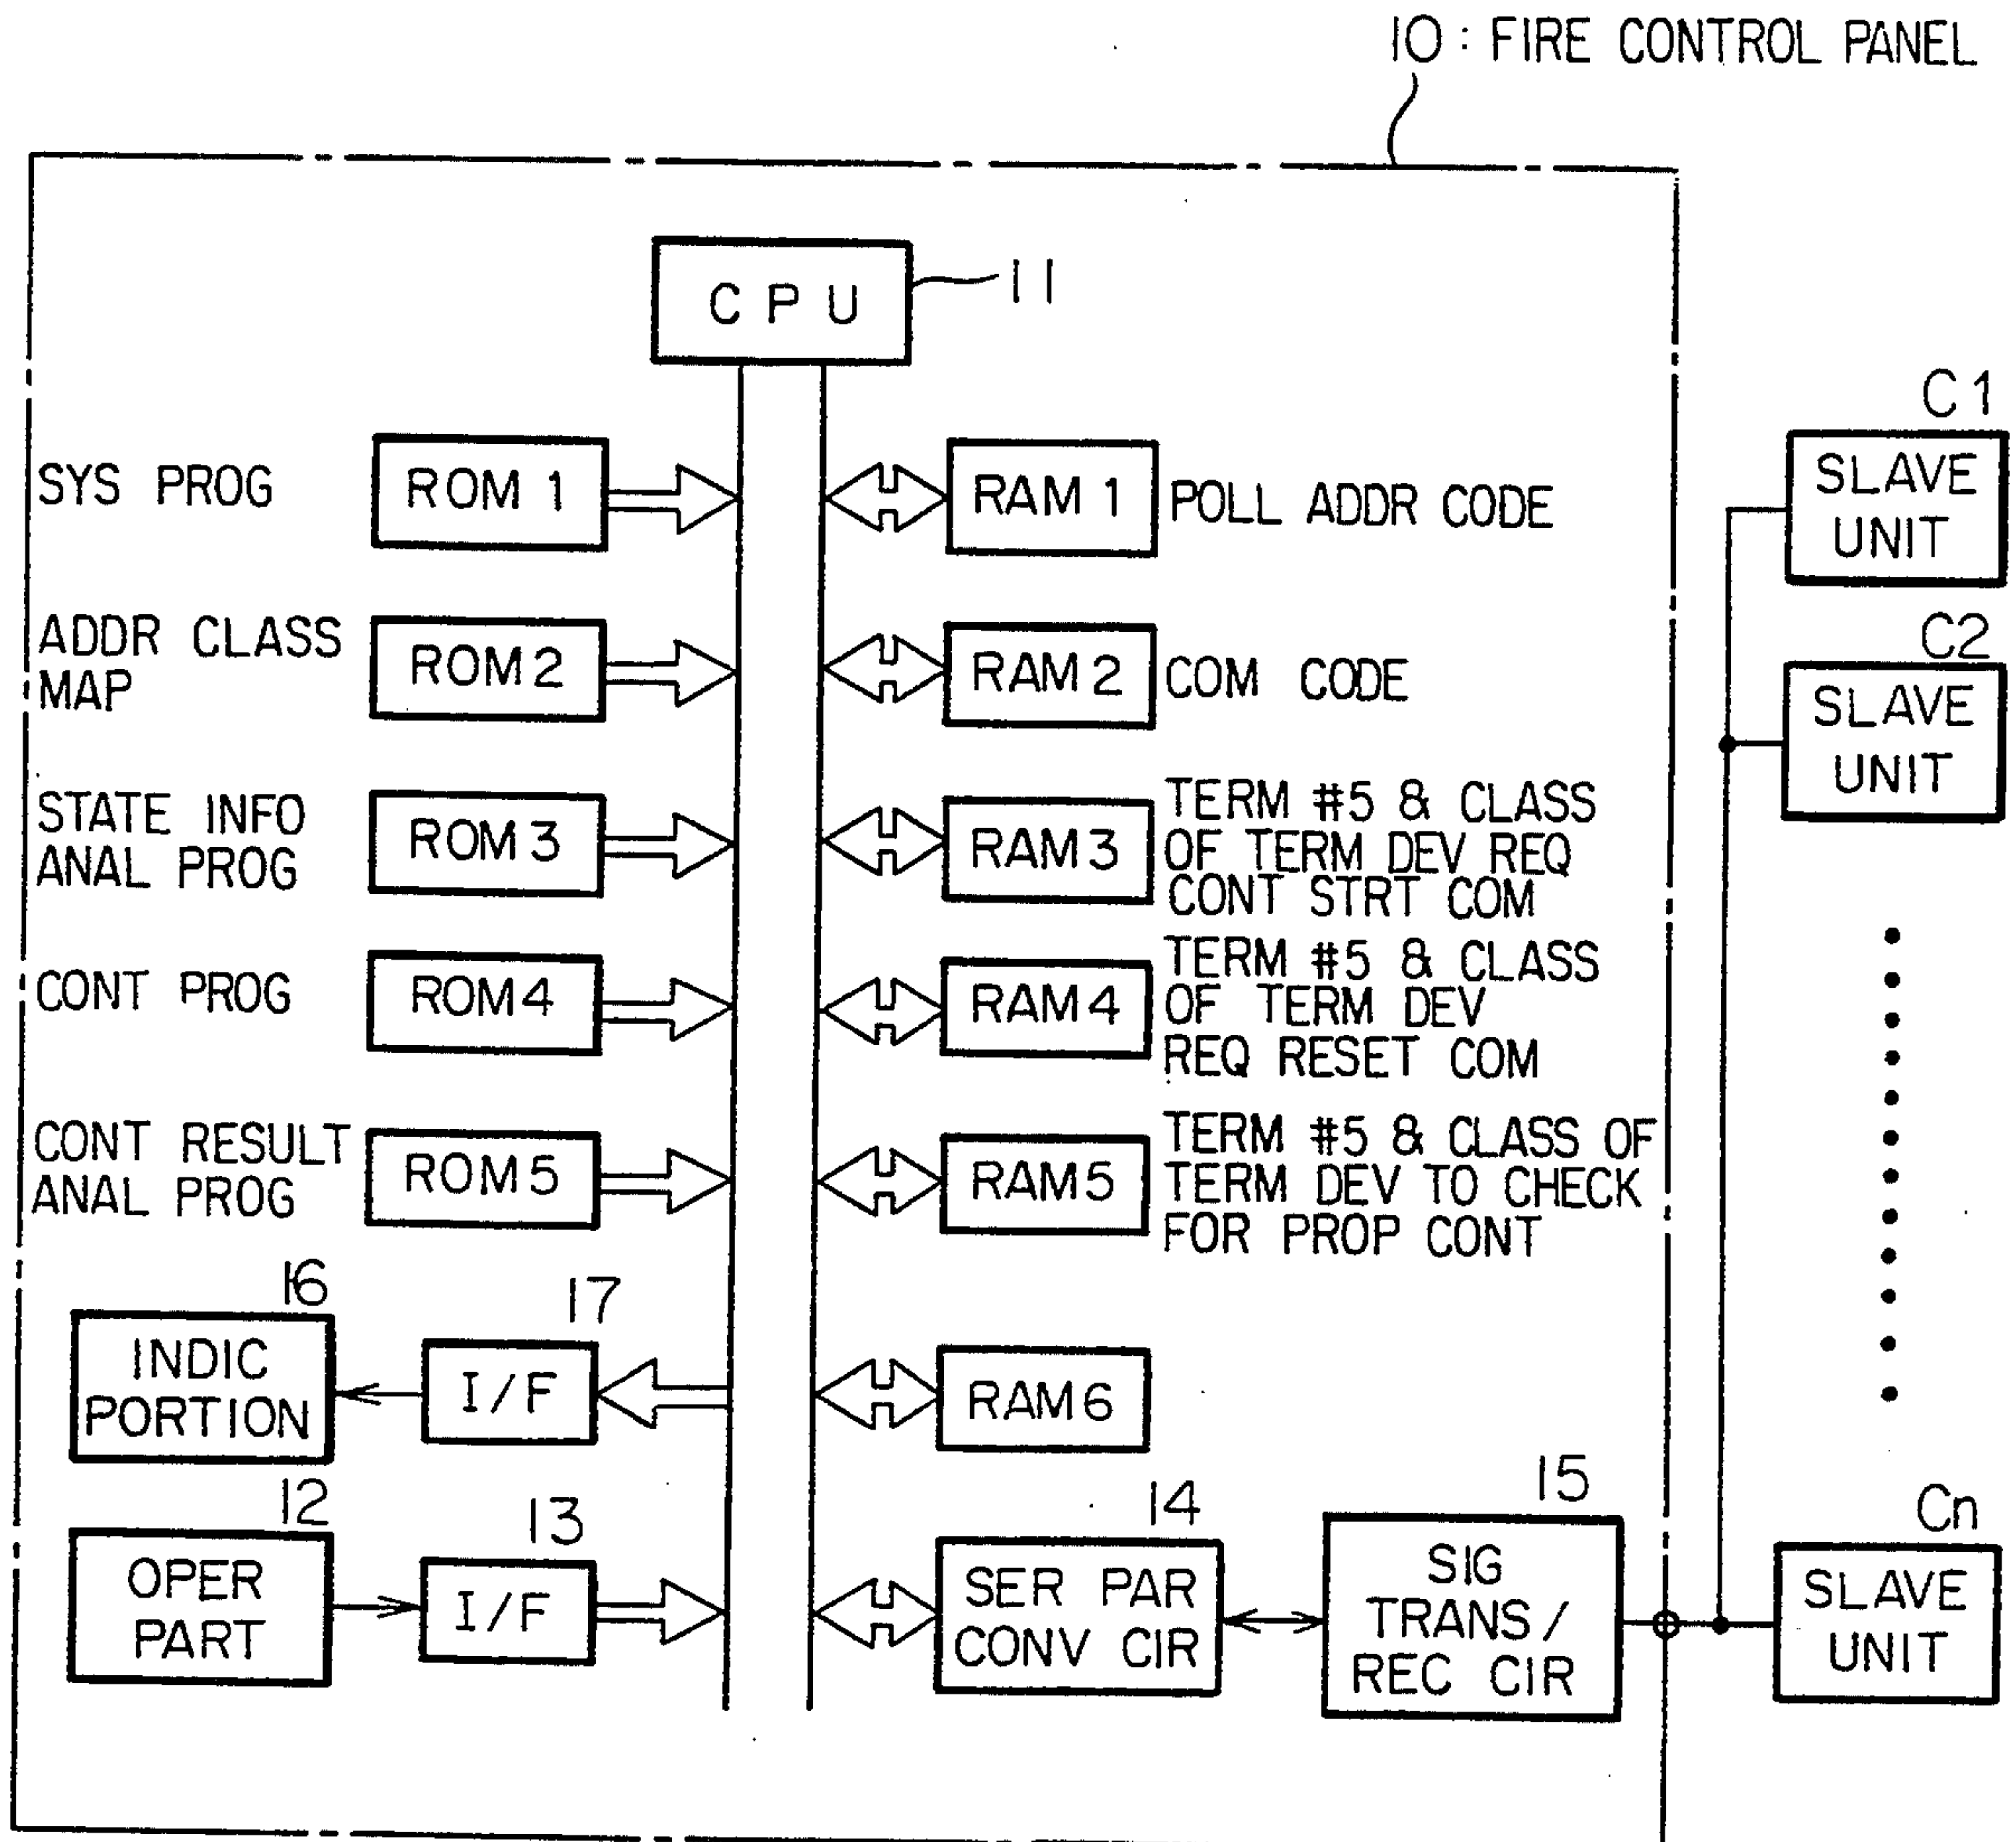 10 : FIRE CONTROL PANEL
CPU
11
SYS PROG
ROM 1
RAM 1
POLL ADDR CODE
C1
SLAVE
UNIT
ADDR CLASS
MAP
ROM 2
RAM 2
COM CODE
C2
SLAVE
UNIT
STATE INFO
ANAL PROG
ROM 3
RAM 3
TERM #5 & CLASS
OF TERM DEV REQ
CONT STRT COM
CONT PROG
ROM 4
RAM 4
TERM #5 & CLASS
OF TERM DEV
REQ RESET COM
CONT RESULT
ANAL PROG
ROM 5
RAM 5
TERM #5 & CLASS OF
TERM DEV TO CHECK
FOR PROP CONT
16
INDIC
PORTION
17
I/F
RAM 6
12
OPER
PART
13
I/F
14
SER PAR
CONV CIR
15
SIG
TRANS /
REC CIR
Cn
SLAVE
UNIT